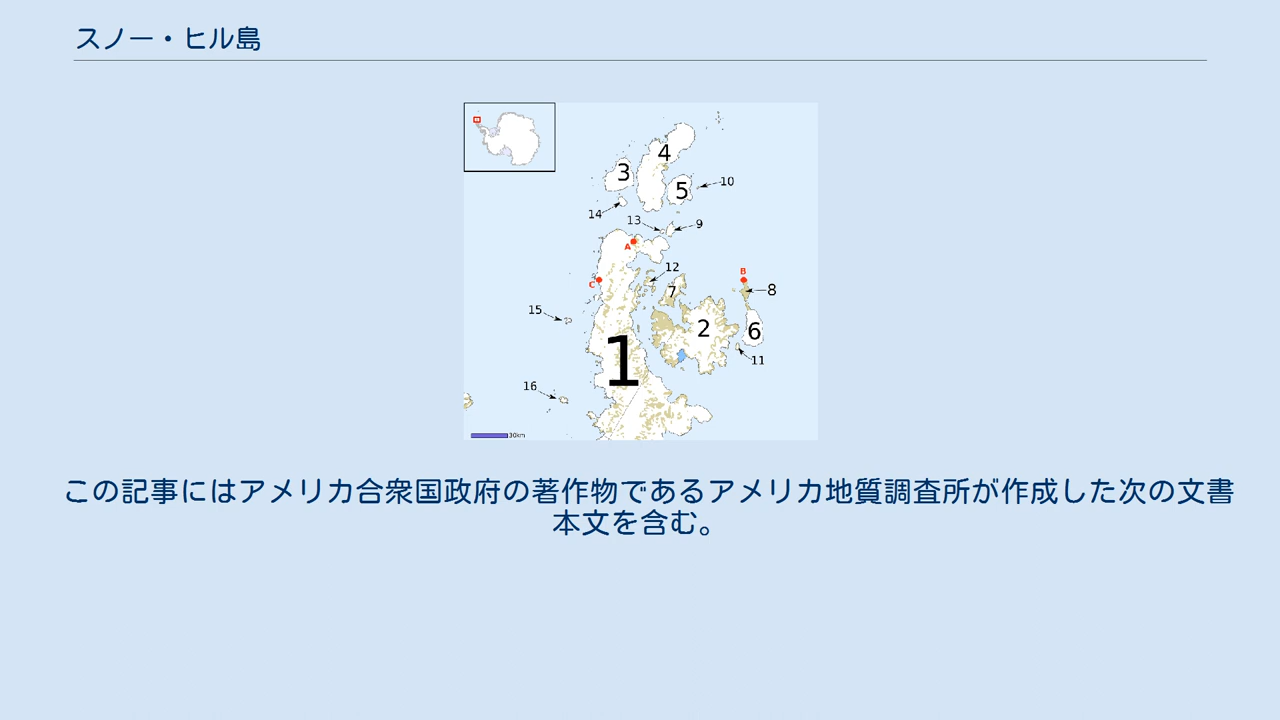 スノー・ヒル島
4
3
5
10
14
13
9
A
12
B
C
7
8
15
2
6
1
11
16
30km
この記事にはアメリカ合衆国政府の著作物であるアメリカ地質調査所が作成した次の文書
本文を含む。